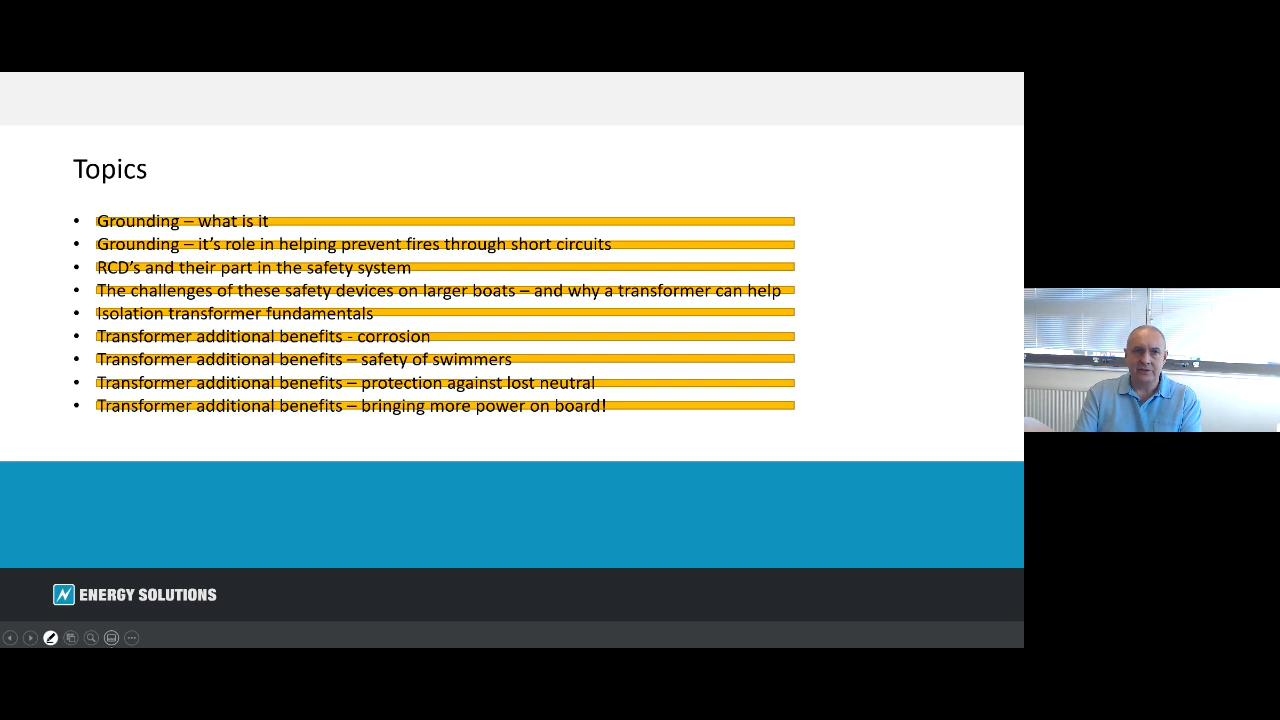 Topics
• Grounding – what is it
• Grounding – it's role in helping prevent fires through short circuits
• RCD's and their part in the safety system
• The challenges of these safety devices on larger boats – and why a transformer can help
• Isolation transformer fundamentals
• Transformer additional benefits - corrosion
• Transformer additional benefits – safety of swimmers
• Transformer additional benefits – protection against lost neutral
• Transformer additional benefits – bringing more power on board!
ENERGY SOLUTIONS